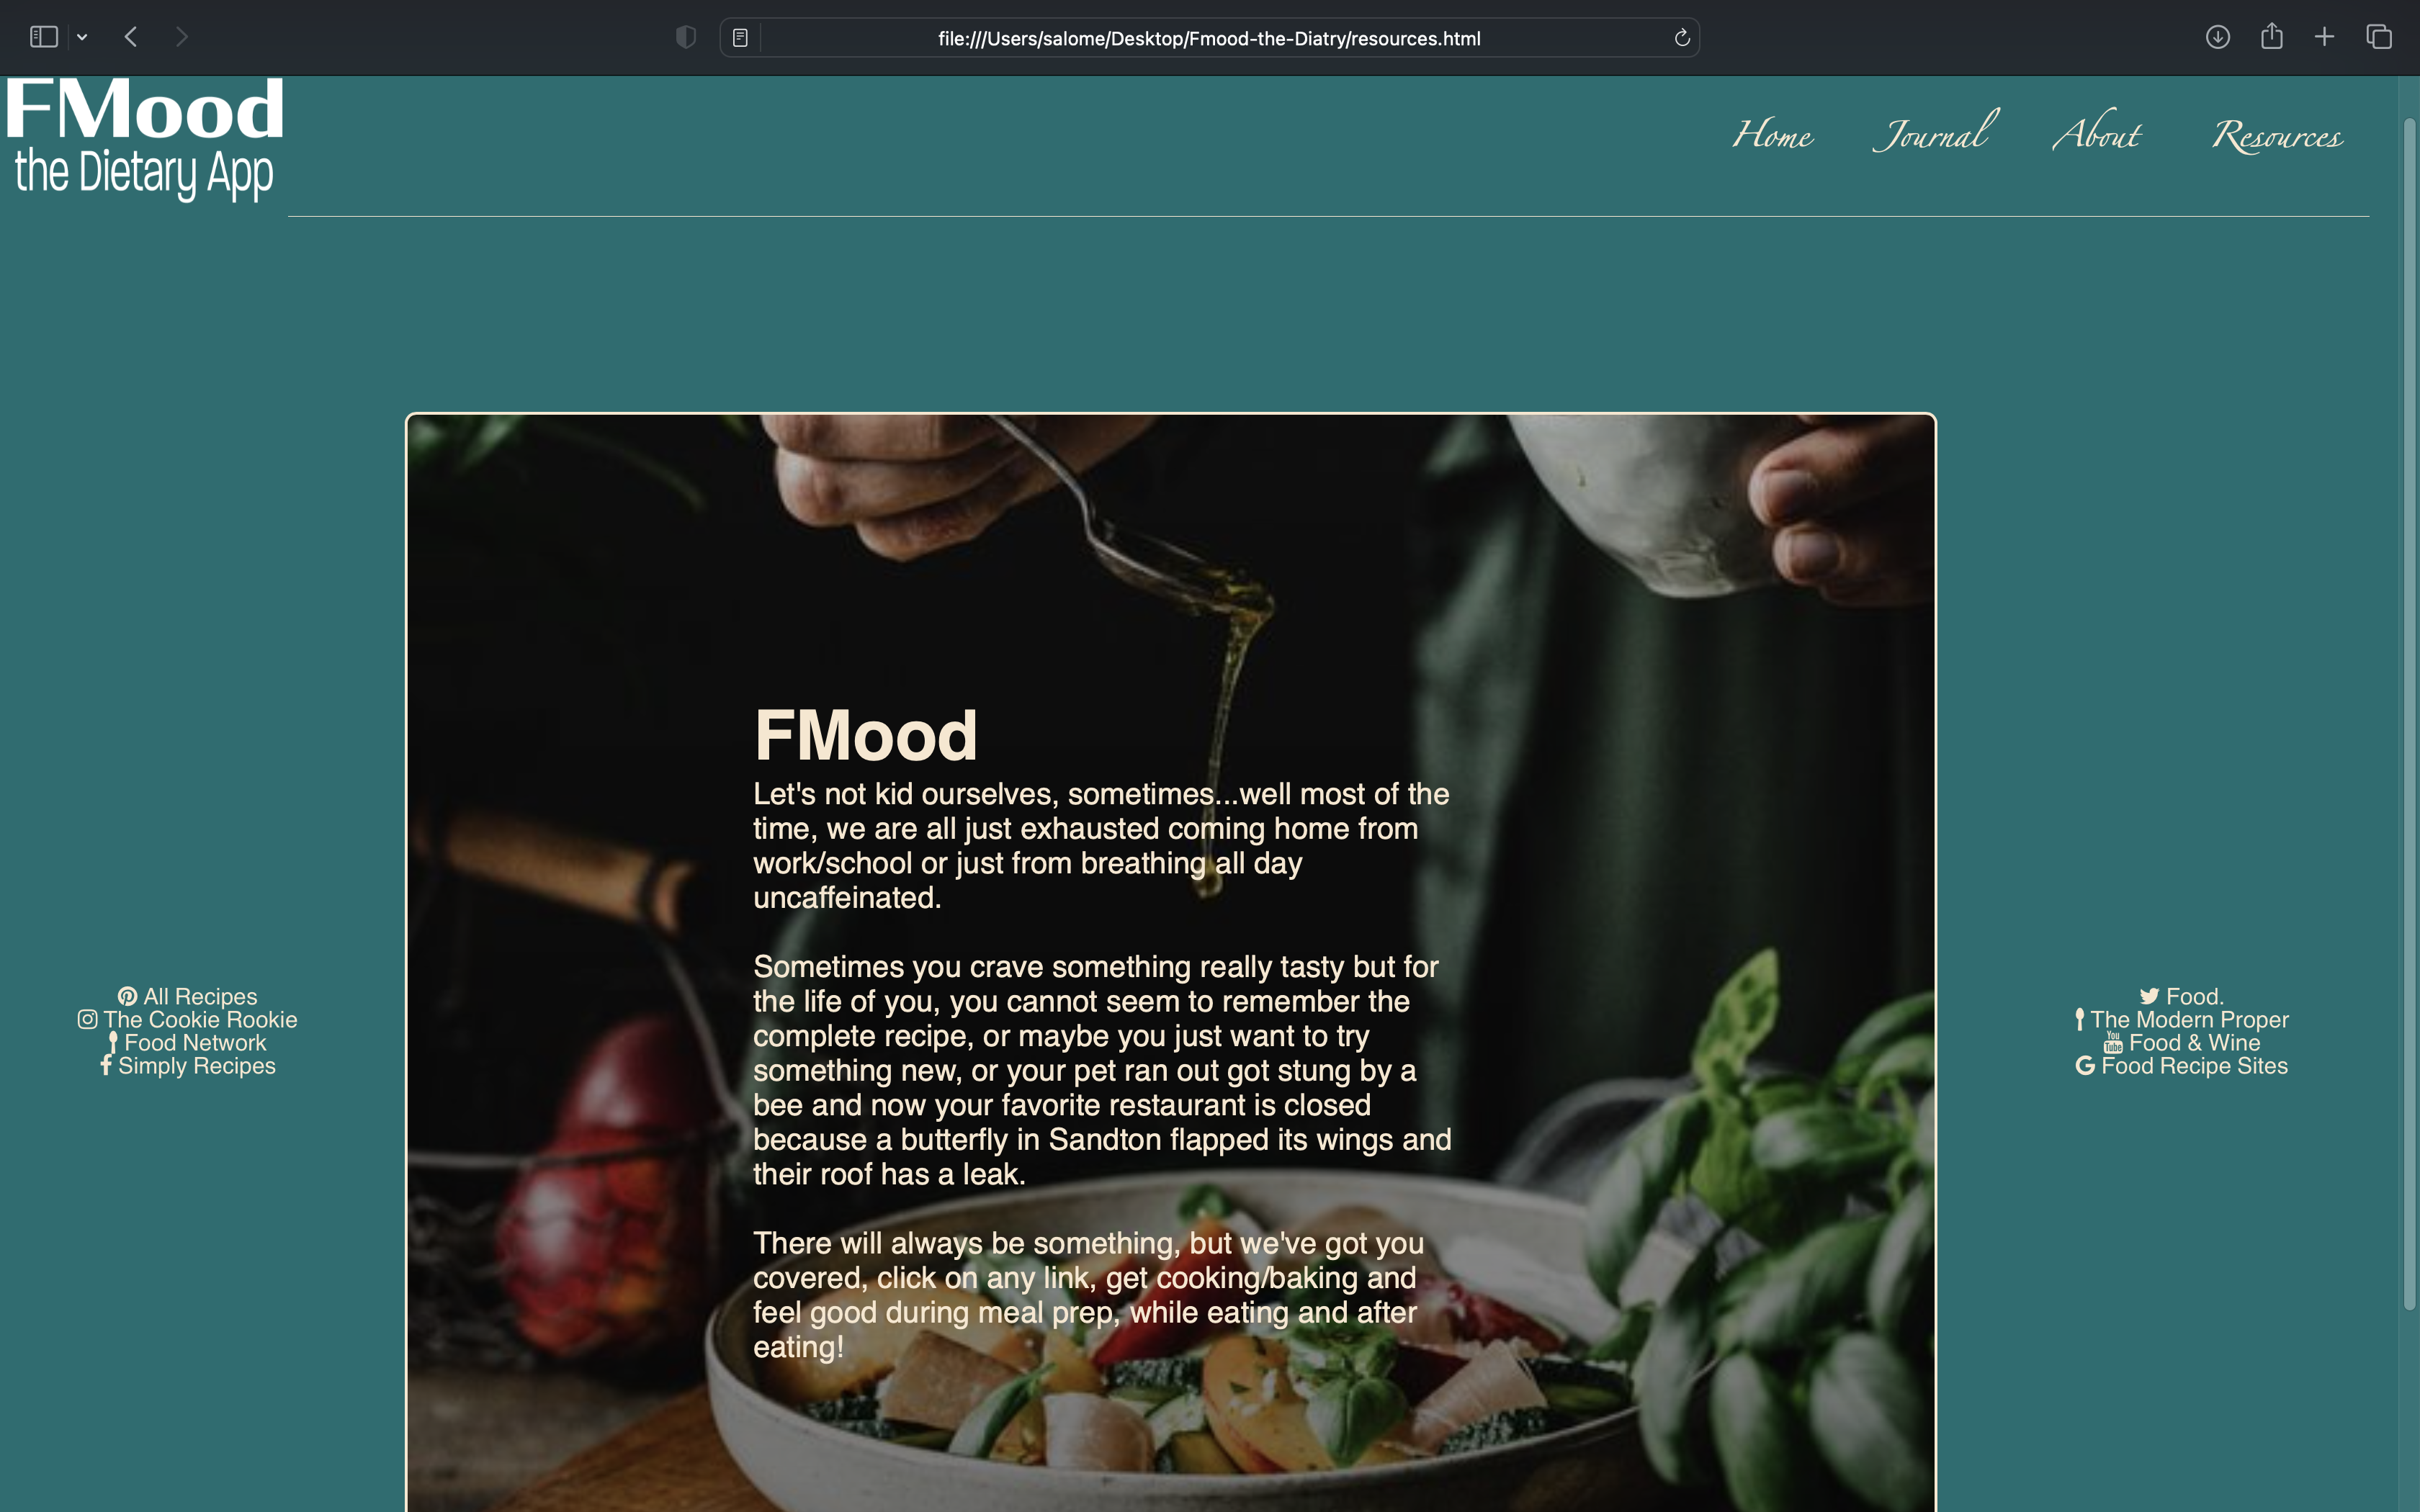 file:///Users/salome/Desktop/Fmood-the-Diatry/resources.html
FMood
the Dietary App
Home
Journal
About
Resources
FMood
Let's not kid ourselves, sometimes...well most of the
time, we are all just exhausted coming home from
work/school or just from breathing all day
uncaffeinated.
Sometimes you crave something really tasty but for
the life of you, you cannot seem to remember the
complete recipe, or maybe you just want to try
something new, or your pet ran out got stung by a
bee and now your favorite restaurant is closed
because a butterfly in Sandton flapped its wings and
their roof has a leak.
There will always be something, but we've got you
covered, click on any link, get cooking/baking and
feel good during meal prep, while eating and after
eating!
All Recipes
The Cookie Rookie
Food Network
Simply Recipes
Food.
The Modern Proper
You
Tube
Food & Wine
Food Recipe Sites